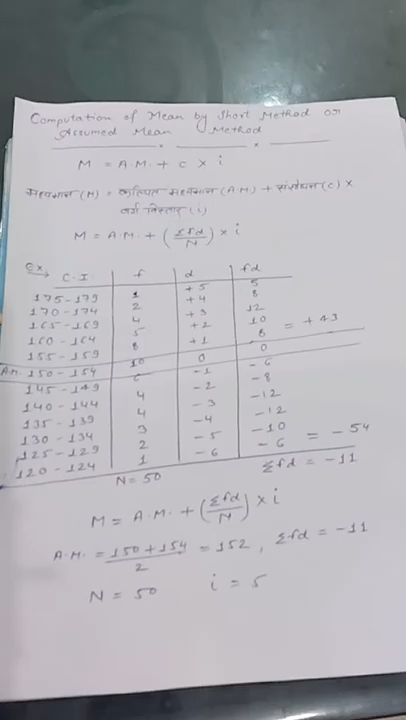 Computation of Mean by Short Method or
Assumed Mean Method
M = A.M. + C × i
मध्यमान (M) = कल्पित मध्यमान (A.M.) + संशोधन (C) ×
वर्ग विस्तार (i)
M = A.M. + (Σfd/N) × i
Ex. C.I. f d fd
175-179 1 +5 5
170-174 2 +4 8
165-169 4 +3 12
160-164 5 +2 10 = +43
155-159 8 +1 8
A.M. 150-154 10 0 0
145-149 6 -1 -6
140-144 4 -2 -8
135-139 4 -3 -12
130-134 3 -4 -12
125-129 2 -5 -10
120-124 1 -6 -6 = -54
N = 50 Σfd = -11
M = A.M. + (Σfd/N) × i
A.M. = 150+154/2 = 152, Σfd = -11
N = 50 i = 5